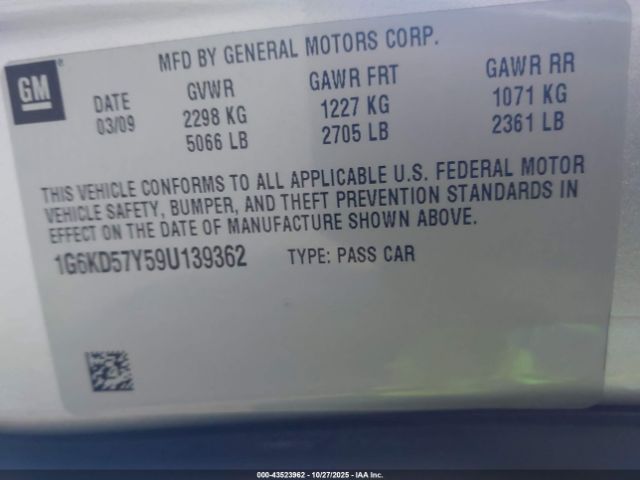 MFD BY GENERAL MOTORS CORP.
GM
DATE GVWR GAWR FRT GAWR RR
03/09 2298 KG 1227 KG 1071 KG
5066 LB 2705 LB 2361 LB
THIS VEHICLE CONFORMS TO ALL APPLICABLE U.S. FEDERAL MOTOR
VEHICLE SAFETY, BUMPER, AND THEFT PREVENTION STANDARDS IN
EFFECT ON THE DATE OF MANUFACTURE SHOWN ABOVE.
1G6KD57Y59U139362 TYPE: PASS CAR
000-43523962 - 10/27/2025 - IAA Inc.